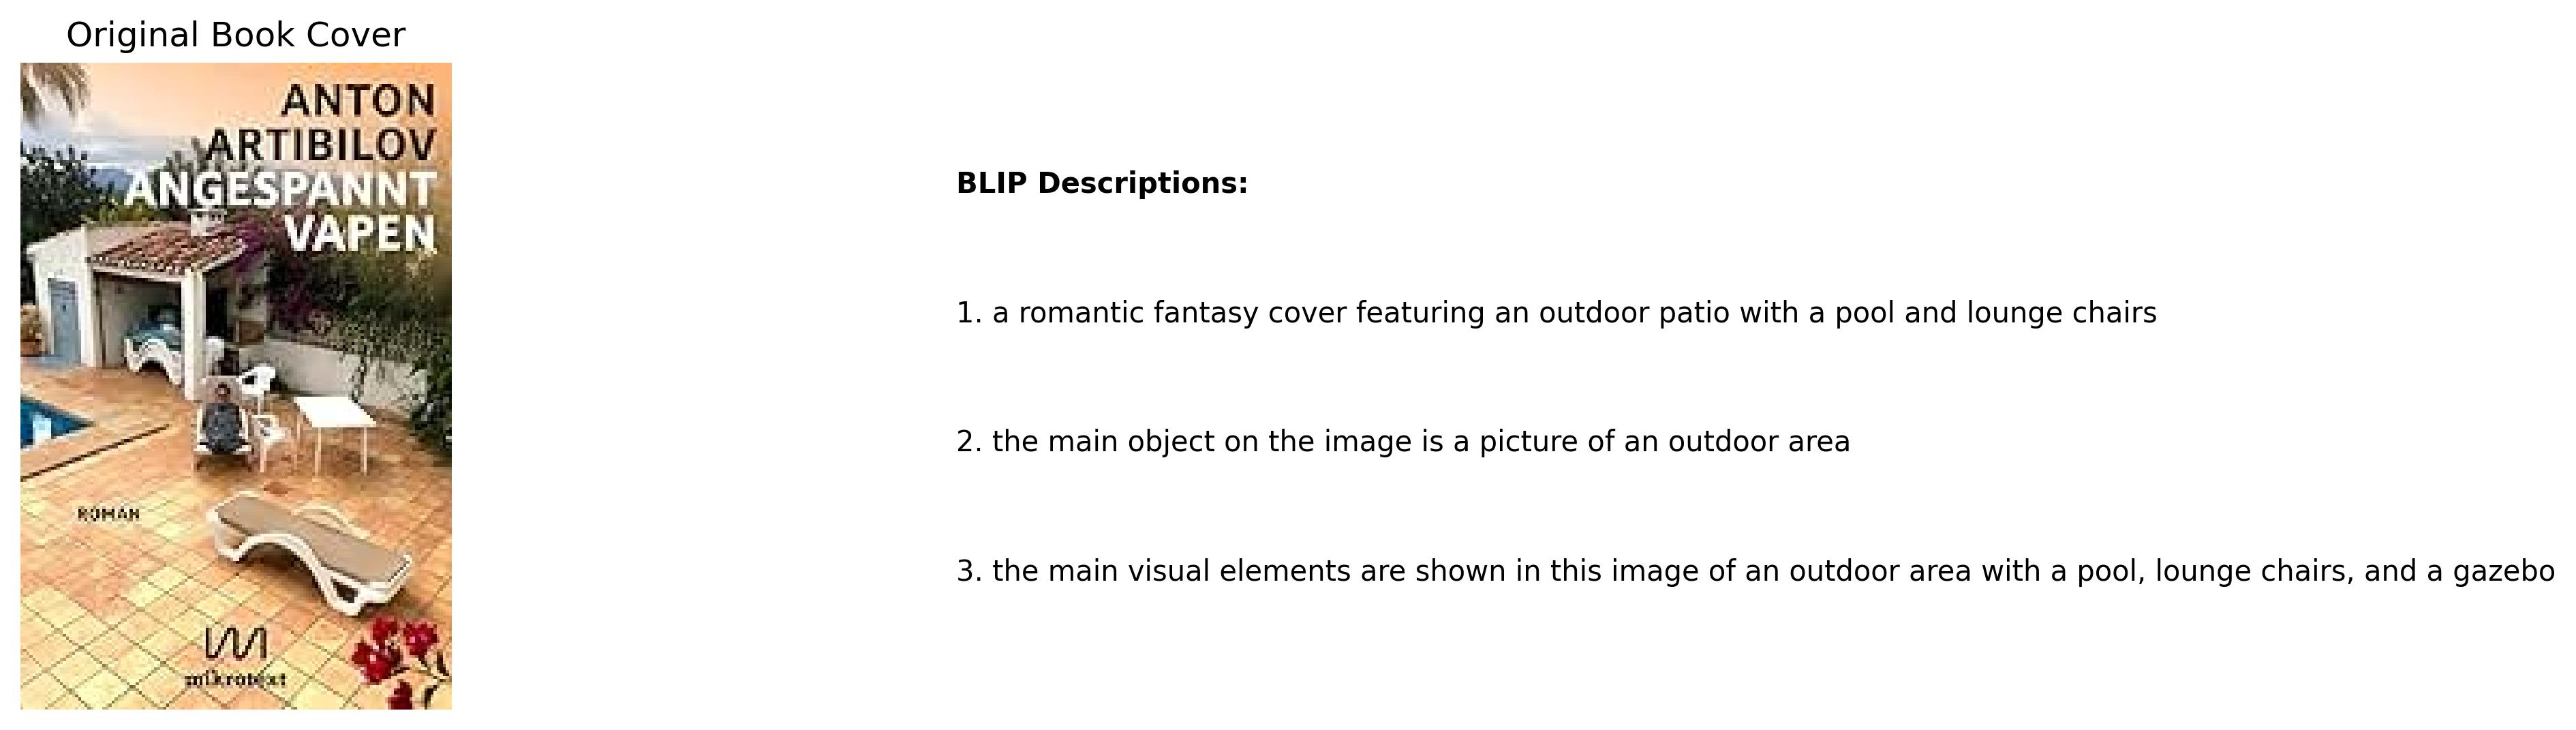 Original Book Cover
ANTON
ARTIBILOV
ANGESPANNT
VAPEN
ROMAN
mikrotext
BLIP Descriptions:
1. a romantic fantasy cover featuring an outdoor patio with a pool and lounge chairs
2. the main object on the image is a picture of an outdoor area
3. the main visual elements are shown in this image of an outdoor area with a pool, lounge chairs, and a gazebo